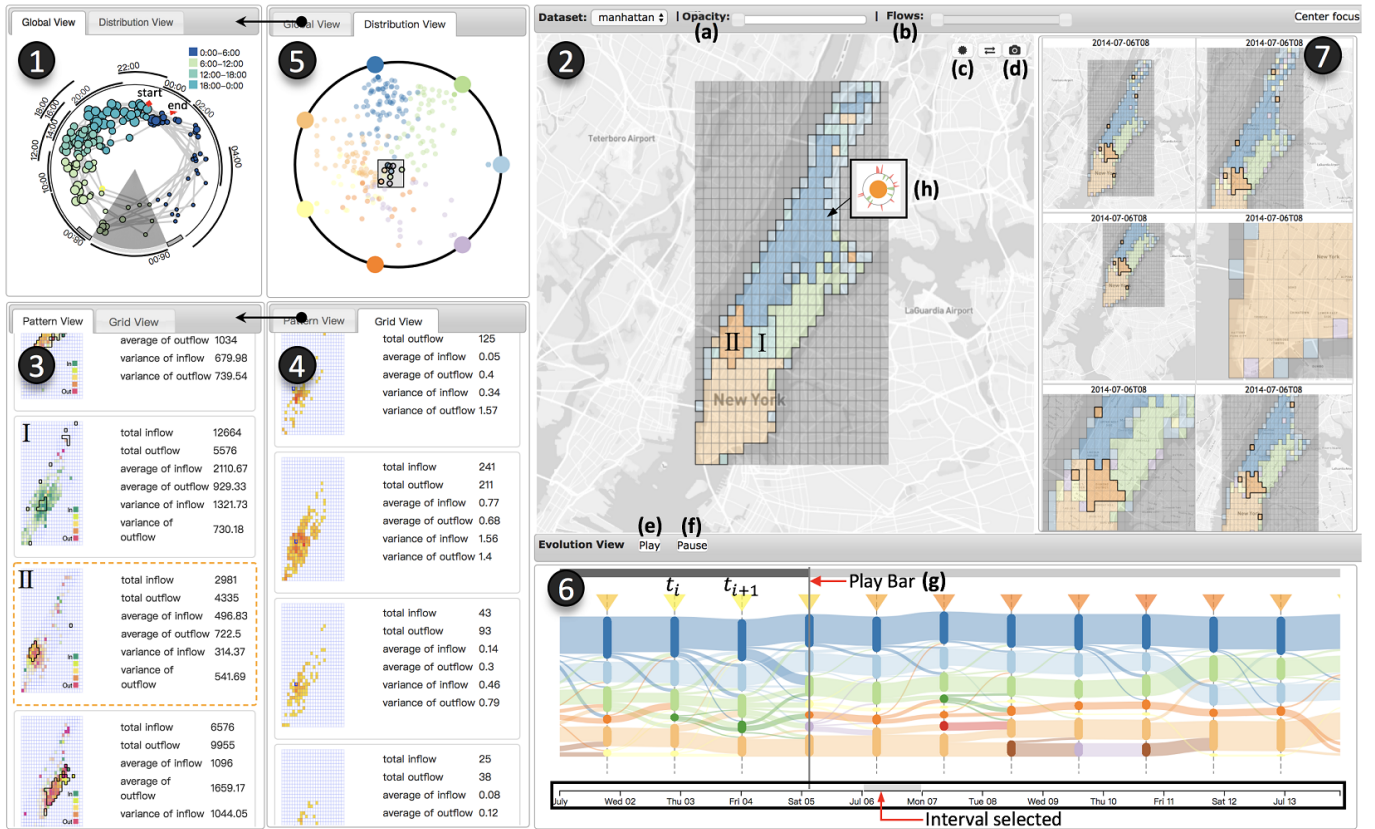 Global View
Distribution View
1
0:00-6:00
6:00-12:00
12:00-18:00
18:00-0:00
22:00
00:00
02:00
04:00
06:00
08:00
10:00
12:00
14:00
16:00
18:00
20:00
start
end
Global View
Distribution View
5
Dataset: manhattan | Opacity: | Flows: Center focus
(a)
(b)
2
(c)
(d)
Teterboro Airport
(h)
LaGuardia Airport
II
I
New York
7
2014-07-06T08
2014-07-06T08
New York
New York
2014-07-06T08
2014-07-06T08
New York
New York
2014-07-06T08
2014-07-06T08
New York
Pattern View
Grid View
3
average of outflow 1034
variance of inflow 679.98
variance of outflow 739.54
In
Out
I
total inflow 12664
total outflow 5576
average of inflow 2110.67
average of outflow 929.33
variance of inflow 1321.73
variance of
outflow 730.18
In
Out
II
total inflow 2981
total outflow 4335
average of inflow 496.83
average of outflow 722.5
variance of inflow 314.37
variance of
outflow 541.69
In
Out
total inflow 6576
total outflow 9955
average of inflow 1096
average of
outflow 1659.17
variance of inflow 1044.05
In
Out
Pattern View
Grid View
4
total outflow 125
average of inflow 0.05
average of outflow 0.4
variance of inflow 0.34
variance of outflow 1.57
total inflow 241
total outflow 211
average of inflow 0.77
average of outflow 0.68
variance of inflow 1.56
variance of outflow 1.4
total inflow 43
total outflow 93
average of inflow 0.14
average of outflow 0.3
variance of inflow 0.46
variance of outflow 0.79
total inflow 25
total outflow 38
average of inflow 0.08
average of outflow 0.12
(e)
(f)
Evolution View Play Pause
6
t_i
t_{i+1}
Play Bar (g)
July Wed 02 Thu 03 Fri 04 Sat 05 Jul 06 Mon 07 Tue 08 Wed 09 Thu 10 Fri 11 Sat 12 Jul 13
Interval selected